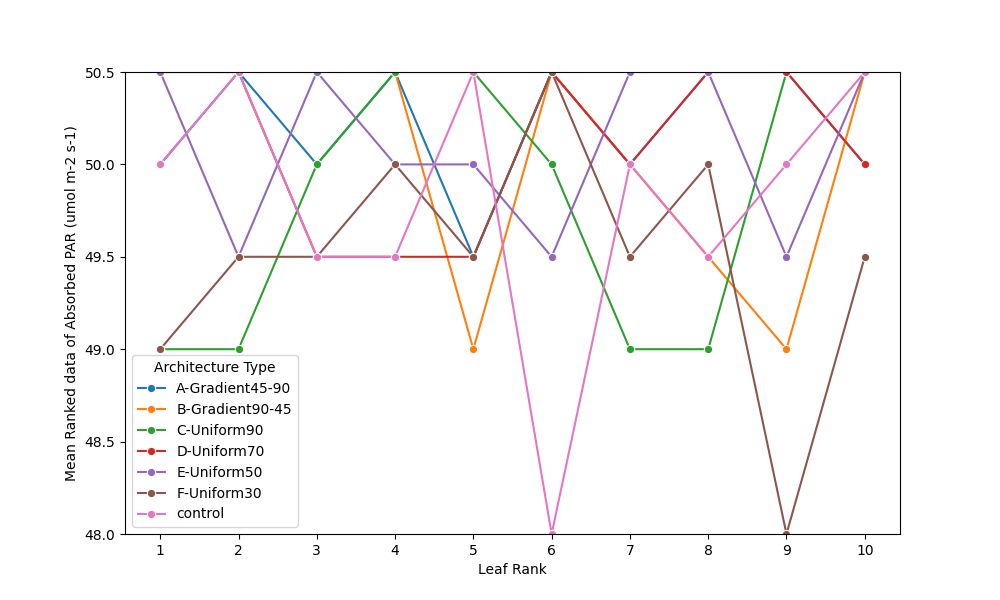 50.5
50.0
49.5
49.0
48.5
48.0
Mean Ranked data of Absorbed PAR (umol m-2 s-1)
Architecture Type
A-Gradient45-90
B-Gradient90-45
C-Uniform90
D-Uniform70
E-Uniform50
F-Uniform30
control
1 2 3 4 5 6 7 8 9 10
Leaf Rank